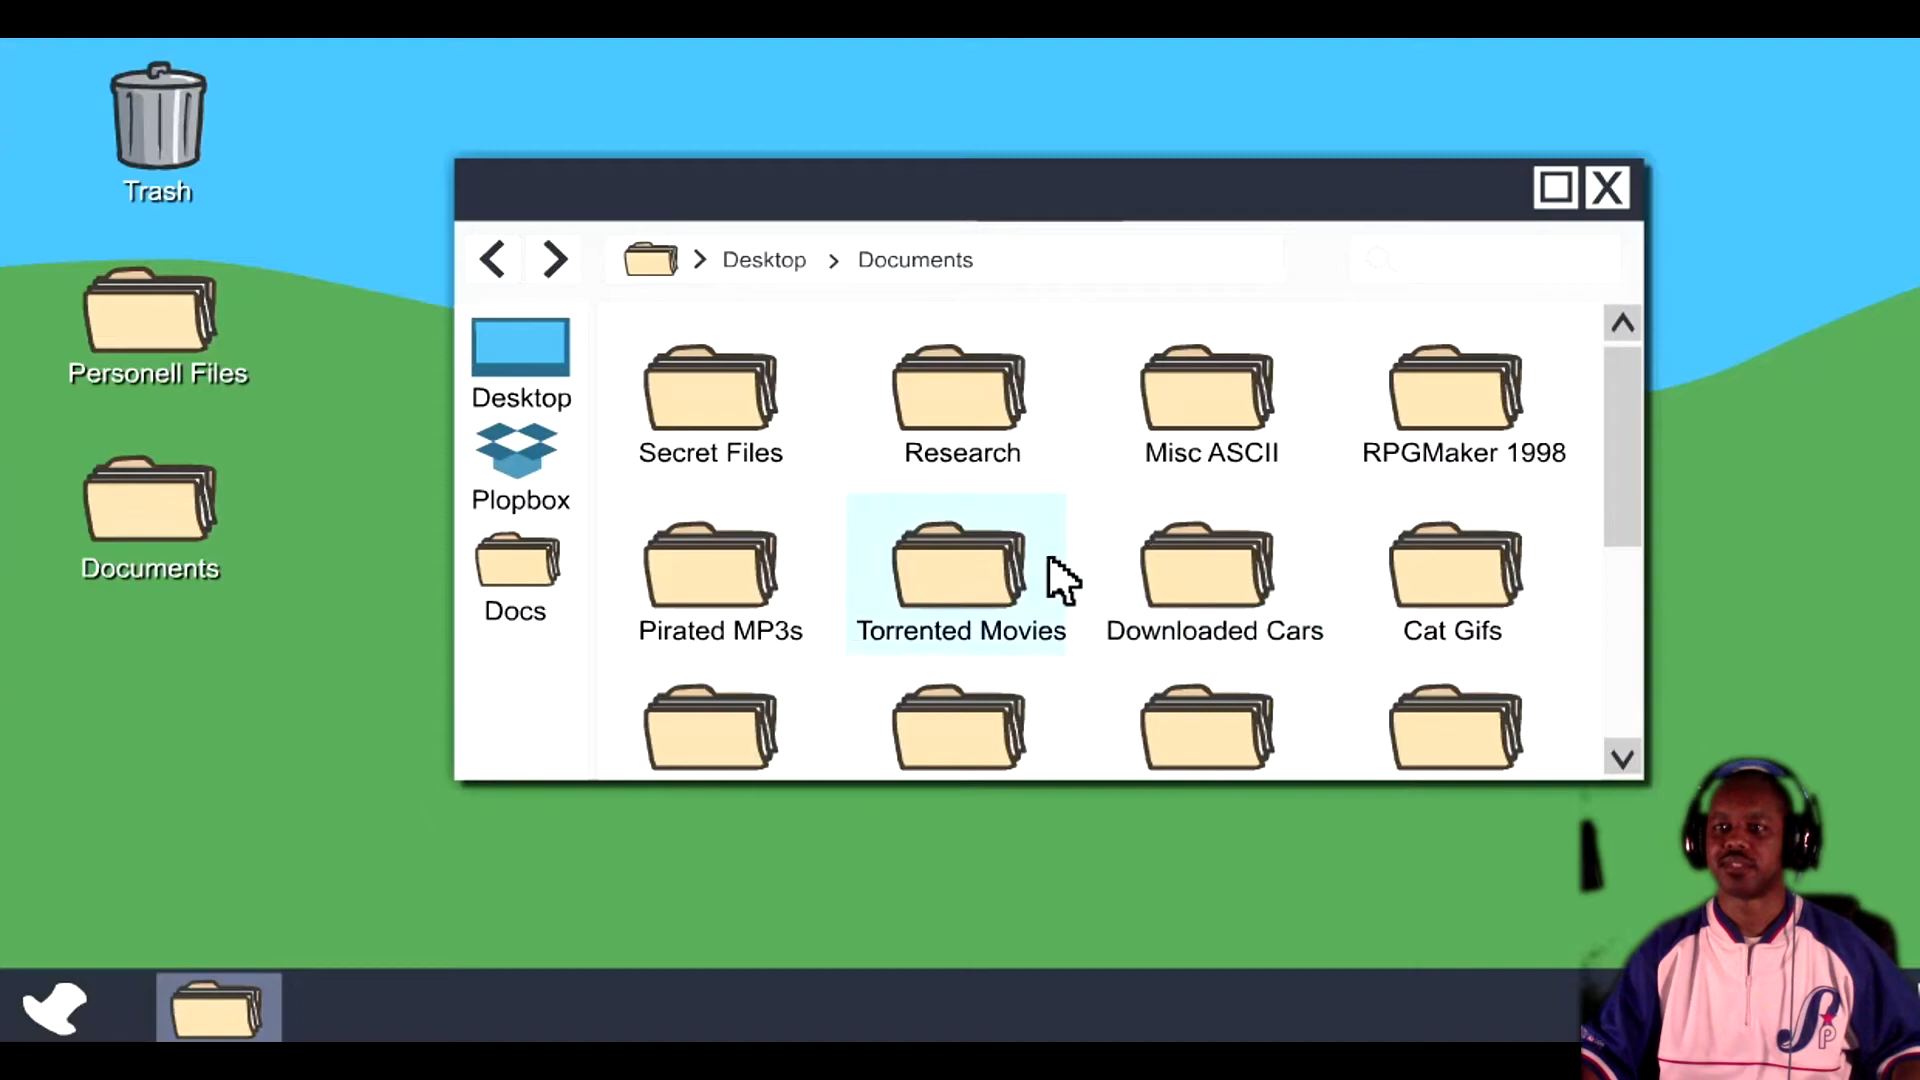 Trash
Personell Files
Documents
X
Desktop
Documents
Desktop
Plopbox
Docs
Secret Files
Research
Misc ASCII
RPGMaker 1998
Pirated MP3s
Torrented Movies
Downloaded Cars
Cat Gifs
P